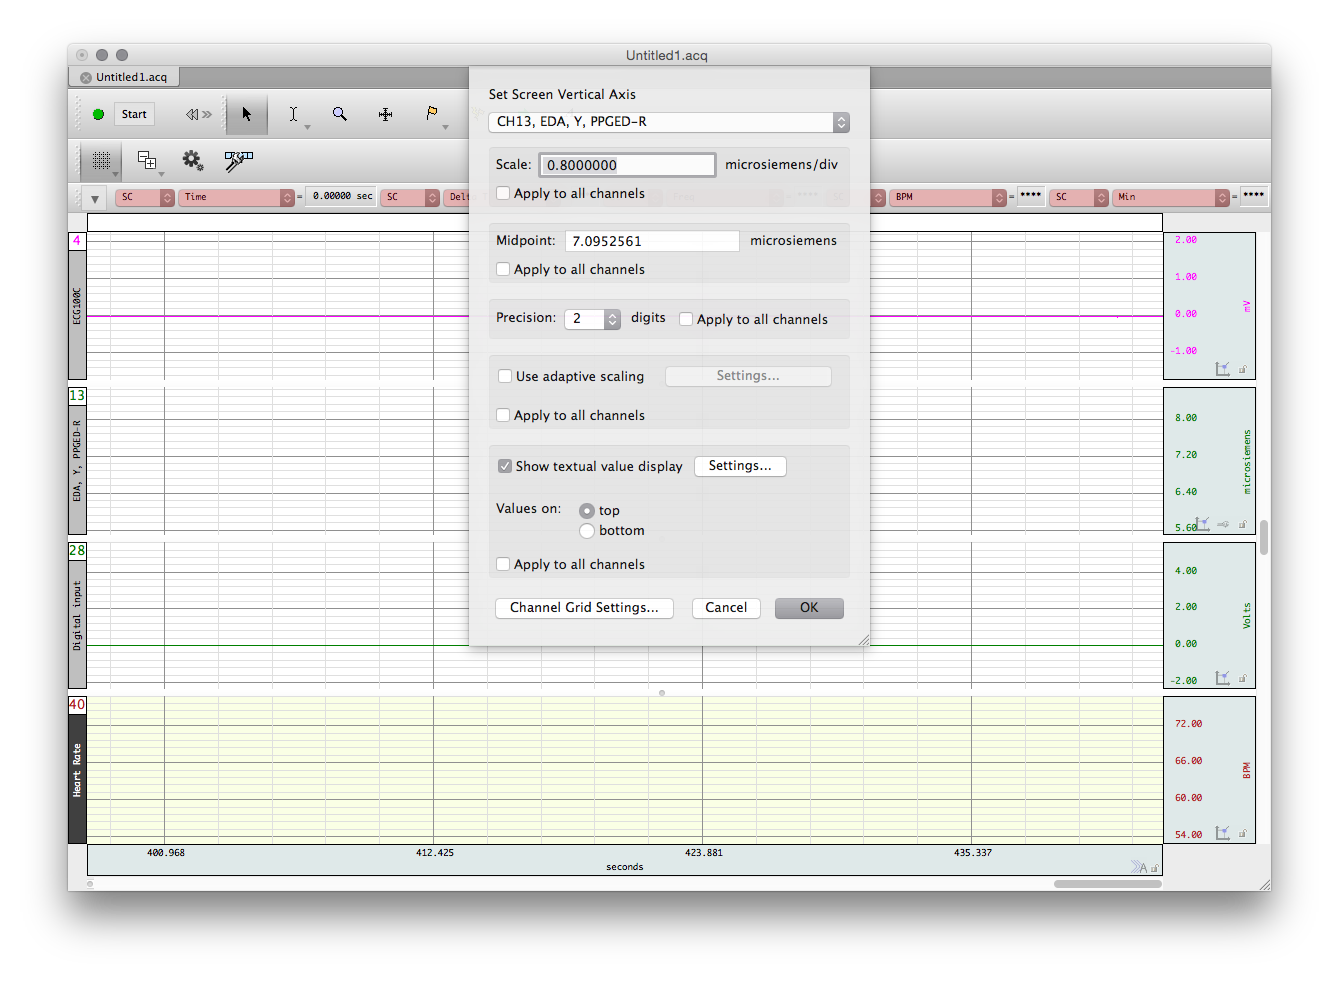 Untitled1.acq
Untitled1.acq
Start
SC Time = 0.00000 sec SC BPM = **** SC Min = ****
Set Screen Vertical Axis
CH13, EDA, Y, PPGED-R
Scale: 0.8000000 microsiemens/div
Apply to all channels
Midpoint: 7.0952561 microsiemens
Apply to all channels
Precision: 2 digits Apply to all channels
Use adaptive scaling Settings...
Apply to all channels
Show textual value display Settings...
Values on: top
bottom
Apply to all channels
Channel Grid Settings... Cancel OK
4
ECG100C
2.00
1.00
0.00
-1.00
mV
13
EDA, Y, PPGED-R
8.00
7.20
6.40
5.60
microsiemens
28
Digital input
4.00
2.00
0.00
-2.00
Volts
40
Heart Rate
72.00
66.00
60.00
54.00
BPM
400.968 412.425 423.881 435.337
seconds
A